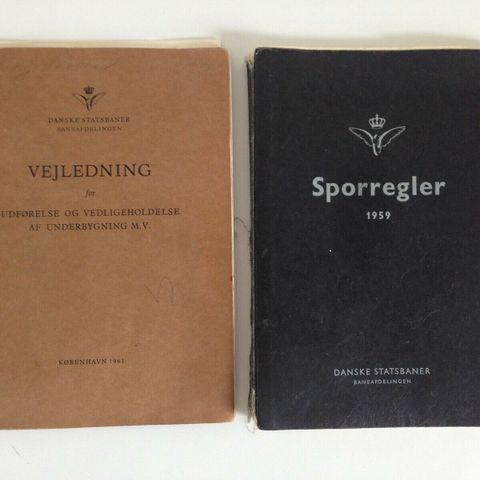 DANSKE STATSBANER
BANEAFDELINGEN
VEJLEDNING
for
UDFØRELSE OG VEDLIGEHOLDELSE
AF UNDERBYGNING M.V.
KØBENHAVN 1961
Sporregler
1959
DANSKE STATSBANER
BANEAFDELINGEN